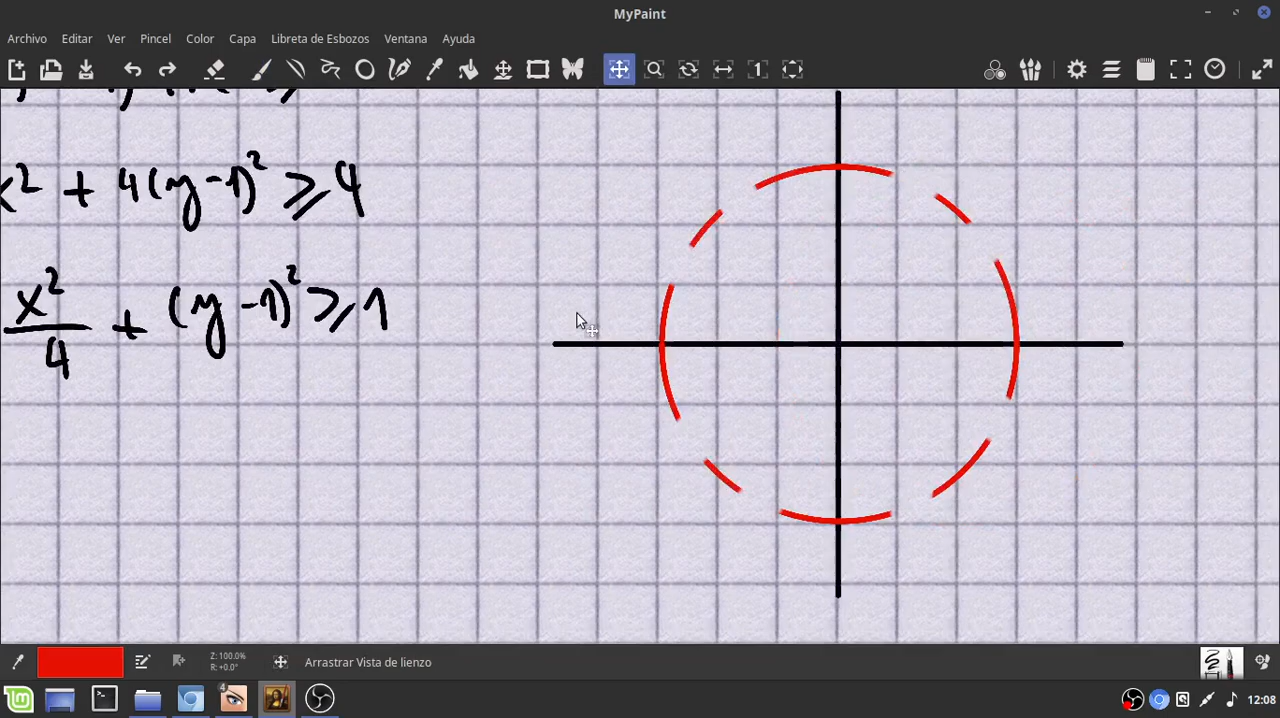 MyPaint
Archivo Editar Ver Pincel Color Capa Libreta de Esbozos Ventana Ayuda
x² + 4(y-1)² ⩾ 4
x²/4 + (y-1)² ⩾ 1
Z: 100.0%
R: +0.0°
Arrastrar Vista de lienzo
4
12:08